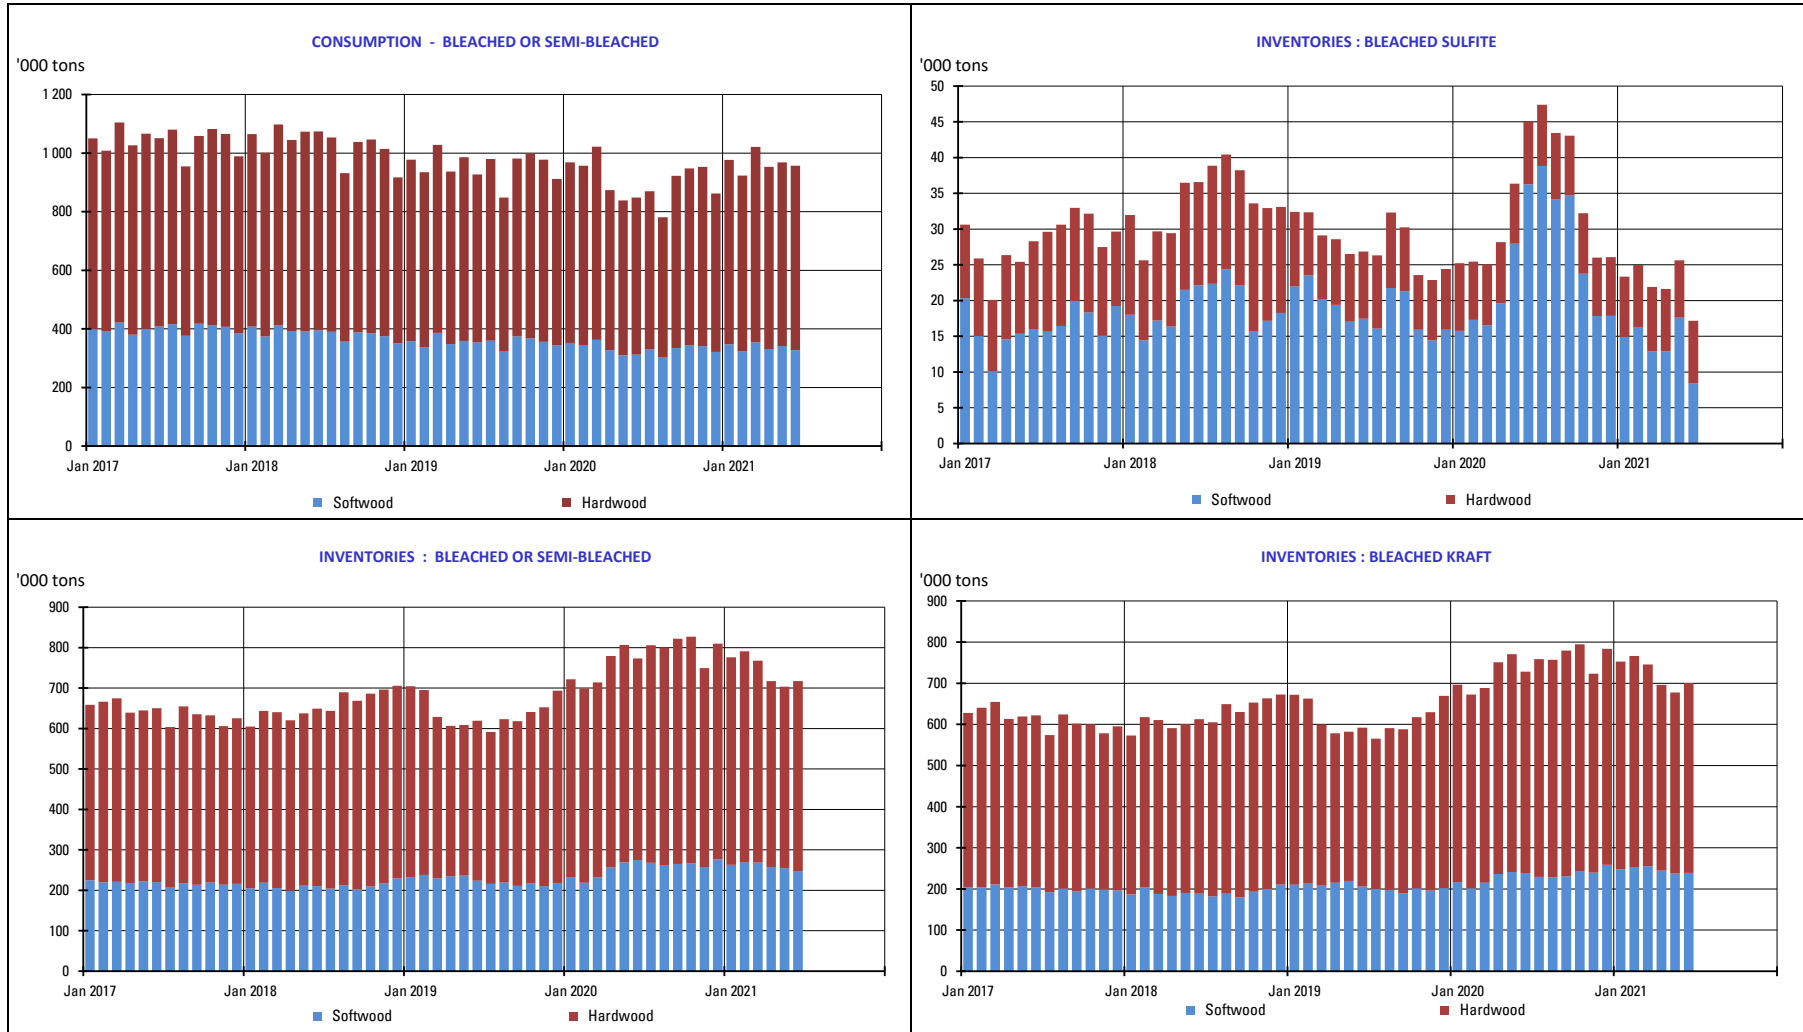 CONSUMPTION - BLEACHED OR SEMI-BLEACHED
'000 tons
1 200
1 000
800
600
400
200
0
Jan 2017 Jan 2018 Jan 2019 Jan 2020 Jan 2021
Softwood Hardwood
INVENTORIES : BLEACHED SULFITE
'000 tons
50
45
40
35
30
25
20
15
10
5
0
Jan 2017 Jan 2018 Jan 2019 Jan 2020 Jan 2021
Softwood Hardwood
INVENTORIES : BLEACHED OR SEMI-BLEACHED
'000 tons
900
800
700
600
500
400
300
200
100
0
Jan 2017 Jan 2018 Jan 2019 Jan 2020 Jan 2021
Softwood Hardwood
INVENTORIES : BLEACHED KRAFT
'000 tons
900
800
700
600
500
400
300
200
100
0
Jan 2017 Jan 2018 Jan 2019 Jan 2020 Jan 2021
Softwood Hardwood